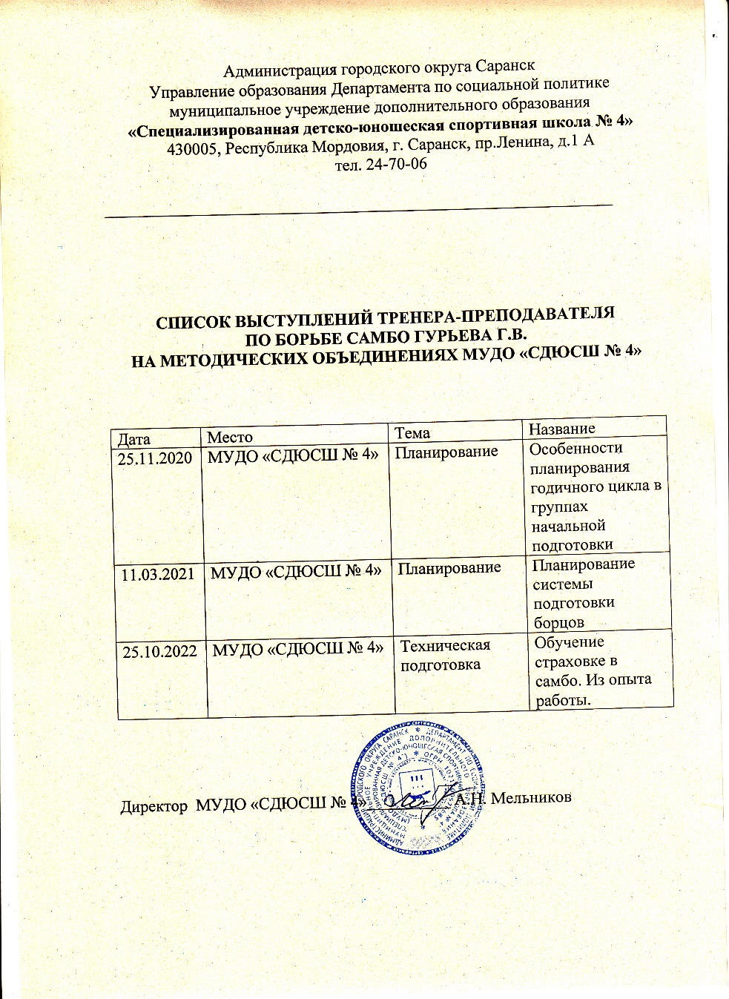 Администрация городского округа Саранск
Управление образования Департамента по социальной политике
муниципальное учреждение дополнительного образования
«Специализированная детско-юношеская спортивная школа № 4»
430005, Республика Мордовия, г. Саранск, пр.Ленина, д.1 А
тел. 24-70-06
СПИСОК ВЫСТУПЛЕНИЙ ТРЕНЕРА-ПРЕПОДАВАТЕЛЯ
ПО БОРЬБЕ САМБО ГУРЬЕВА Г.В.
НА МЕТОДИЧЕСКИХ ОБЪЕДИНЕНИЯХ МУДО «СДЮСШ № 4»
Дата Место Тема Название
25.11.2020 МУДО «СДЮСШ № 4» Планирование Особенности
планирования
годичного цикла в
группах
начальной
подготовки
11.03.2021 МУДО «СДЮСШ № 4» Планирование Планирование
системы
подготовки
борцов
25.10.2022 МУДО «СДЮСШ № 4» Техническая Обучение
подготовка страховке в
самбо. Из опыта
работы.
Директор МУДО «СДЮСШ № 4» А.Н. Мельников